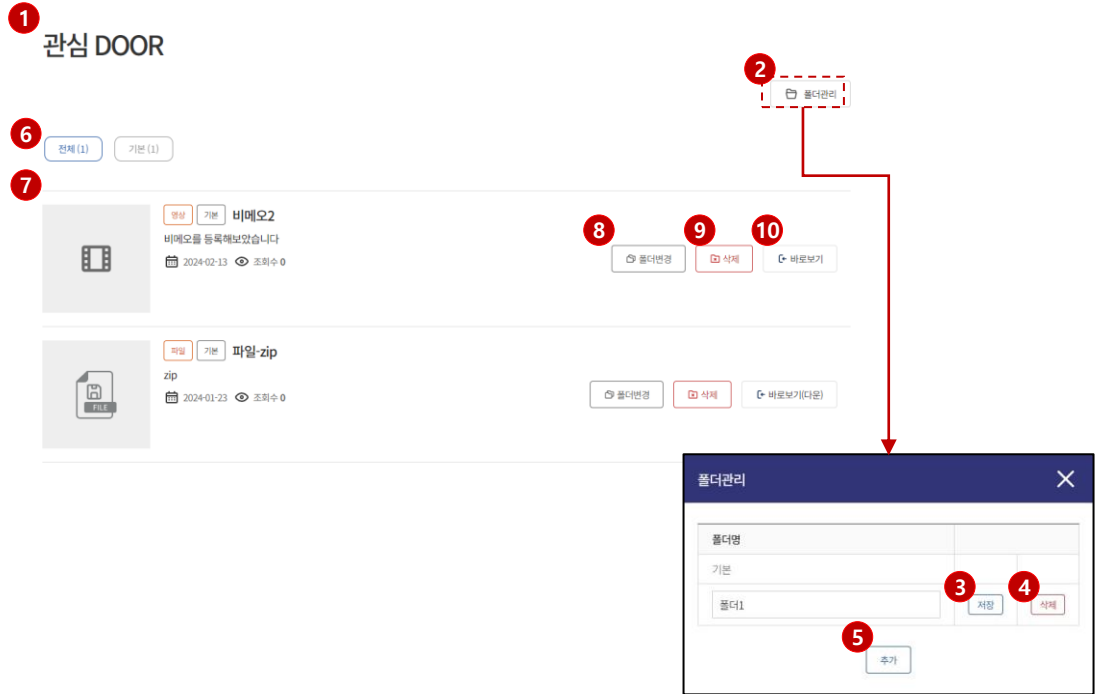 1
관심 DOOR
2
폴더관리
6
전체(1) 기본(1)
7
영상 기본 비메오2
비메오를 등록해보았습니다
2024-02-13 조회수 0
8 9 10
폴더변경 삭제 바로보기
파일 기본 파일-zip
zip
2024-01-23 조회수 0
FILE
폴더변경 삭제 바로보기(다운)
폴더관리
폴더명
기본
3 4
폴더1 저장 삭제
5
추가